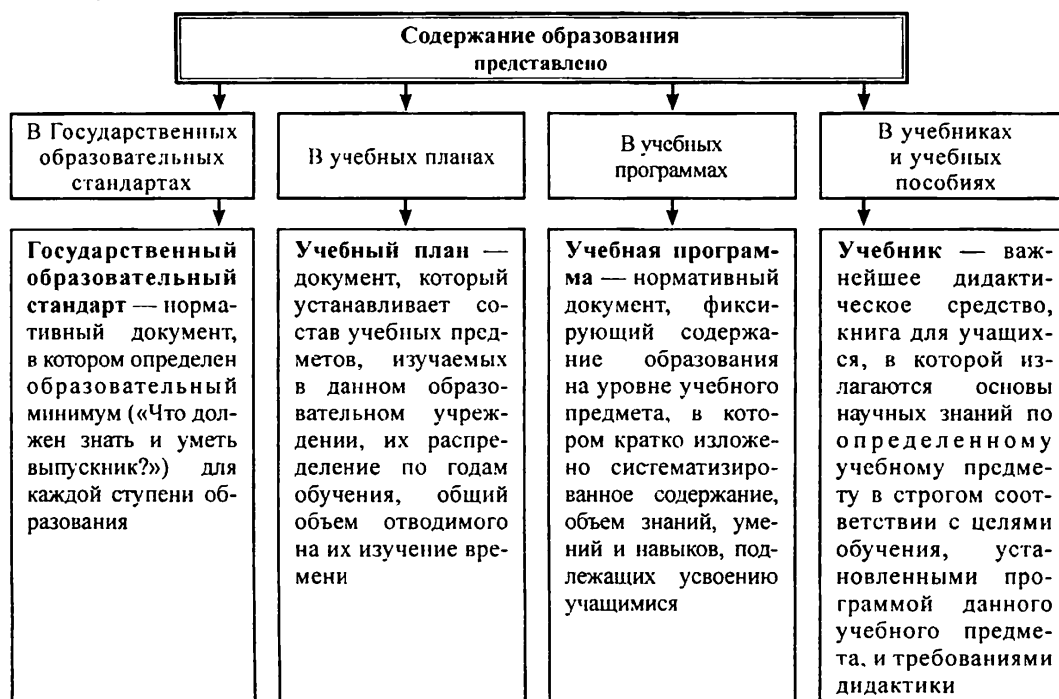 Содержание образования
представлено
В Государственных
образовательных
стандартах
В учебных планах
В учебных
программах
В учебниках
и учебных
пособиях
Государственный
образовательный
стандарт — норма-
тивный документ,
в котором определен
образовательный
минимум («Что дол-
жен знать и уметь
выпускник?») для
каждой ступени об-
разования
Учебный план —
документ, который
устанавливает со-
став учебных пред-
метов, изучаемых
в данном образо-
вательном учреж-
дении, их распре-
деление по годам
обучения, общий
объем отводимого
на их изучение вре-
мени
Учебная програм-
ма — нормативный
документ, фикси-
рующий содержа-
ние образования
на уровне учебного
предмета, в кото-
ром кратко изложе-
но систематизиро-
ванное содержание,
объем знаний, уме-
ний и навыков, под-
лежащих усвоению
учащимися
Учебник — важ-
нейшее дидакти-
ческое средство,
книга для учащих-
ся, в которой из-
лагаются основы
научных знаний по
определенному
учебному предме-
ту в строгом соот-
ветствии с целями
обучения, уста-
новленными про-
граммой данного
учебного предме-
та, и требованиями
дидактики